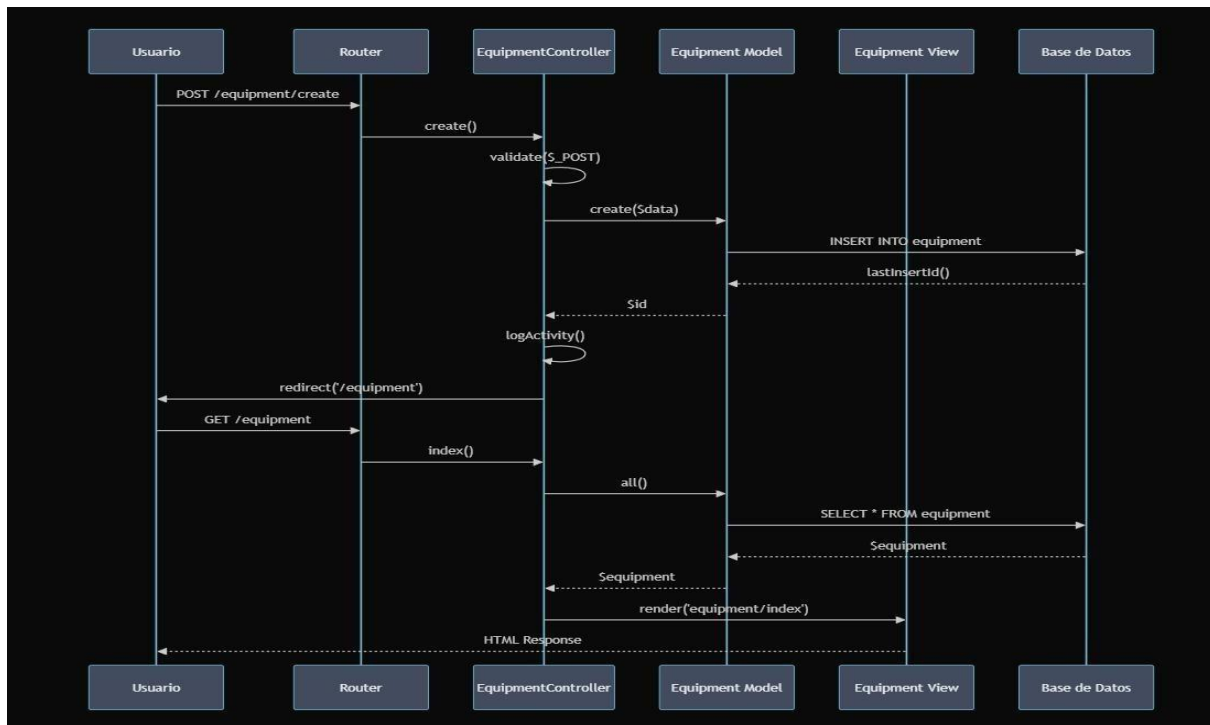 Usuario
Router
EquipmentController
Equipment Model
Equipment View
Base de Datos
POST /equipment/create
create()
validate($_POST)
create($data)
INSERT INTO equipment
lastInsertId()
$id
logActivity()
redirect('/equipment')
GET /equipment
index()
all()
SELECT * FROM equipment
$equipment
$equipment
render('equipment/index')
HTML Response
Usuario
Router
EquipmentController
Equipment Model
Equipment View
Base de Datos